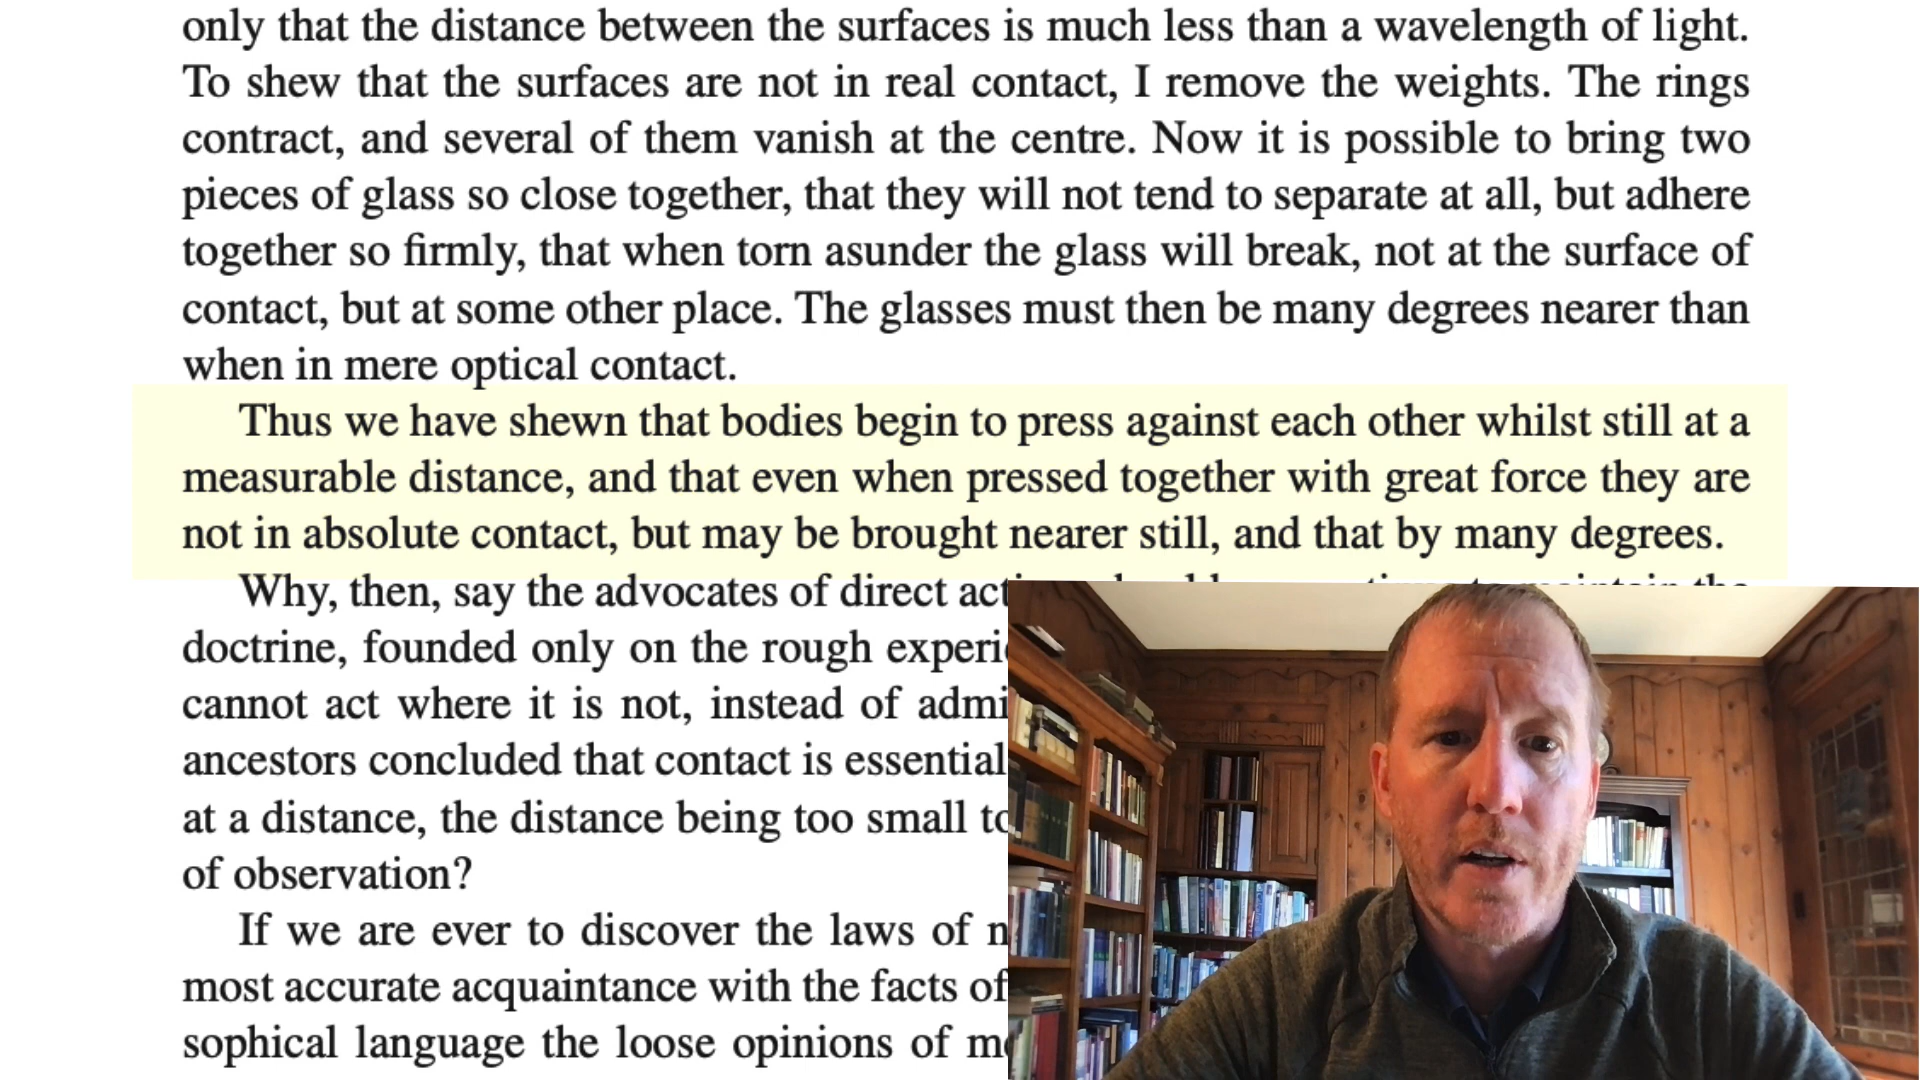 only that the distance between the surfaces is much less than a wavelength of light.
To shew that the surfaces are not in real contact, I remove the weights. The rings
contract, and several of them vanish at the centre. Now it is possible to bring two
pieces of glass so close together, that they will not tend to separate at all, but adhere
together so firmly, that when torn asunder the glass will break, not at the surface of
contact, but at some other place. The glasses must then be many degrees nearer than
when in mere optical contact.
Thus we have shewn that bodies begin to press against each other whilst still at a
measurable distance, and that even when pressed together with great force they are
not in absolute contact, but may be brought nearer still, and that by many degrees.
Why, then, say the advocates of direct
doctrine, founded only on the rough
cannot act where it is not, instead of
ancestors concluded that contact is essential
at a distance, the distance being too small
of observation?
If we are ever to discover the laws of
most accurate acquaintance with the facts of
sophical language the loose opinions of